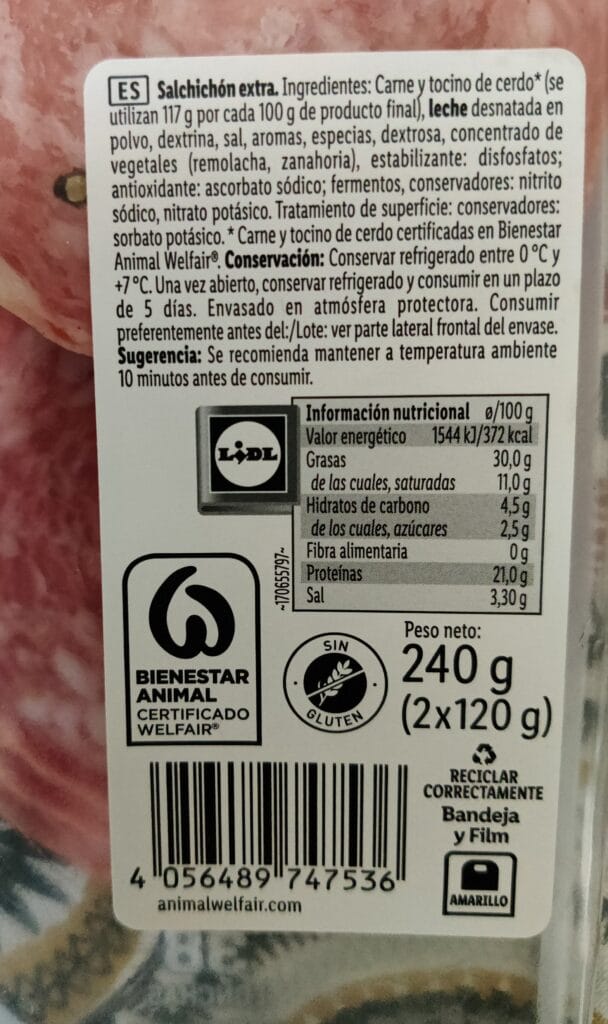 ES Salchichón extra. Ingredientes: Carne y tocino de cerdo* (se
utilizan 117 g por cada 100 g de producto final), leche desnatada en
polvo, dextrina, sal, aromas, especias, dextrosa, concentrado de
vegetales (remolacha, zanahoria), estabilizante: disfosfatos;
antioxidante: ascorbato sódico; fermentos, conservadores: nitrito
sódico, nitrato potásico. Tratamiento de superficie: conservadores:
sorbato potásico. * Carne y tocino de cerdo certificadas en Bienestar
Animal Welfair®. Conservación: Conservar refrigerado entre 0 °C y
+7 °C. Una vez abierto, conservar refrigerado y consumir en un plazo
de 5 días. Envasado en atmósfera protectora. Consumir
preferentemente antes del:/Lote: ver parte lateral frontal del envase.
Sugerencia: Se recomienda mantener a temperatura ambiente
10 minutos antes de consumir.
Información nutricional ø/100 g
Valor energético 1544 kJ/372 kcal
Grasas 30,0 g
de las cuales, saturadas 11,0 g
Hidratos de carbono 4,5 g
de los cuales, azúcares 2,5 g
Fibra alimentaria 0 g
Proteínas 21,0 g
Sal 3,30 g
LIDL
~170655797~
BIENESTAR
ANIMAL
CERTIFICADO
WELFAIR®
SIN
GLUTEN
Peso neto:
240 g
(2x120 g)
RECICLAR
CORRECTAMENTE
Bandeja
y Film
AMARILLO
4 056489 747536
animalwelfair.com